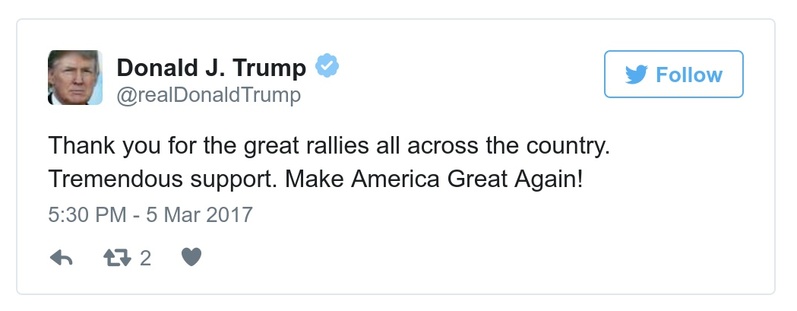 Donald J. Trump
@realDonaldTrump
Follow
Thank you for the great rallies all across the country.
Tremendous support. Make America Great Again!
5:30 PM - 5 Mar 2017
2